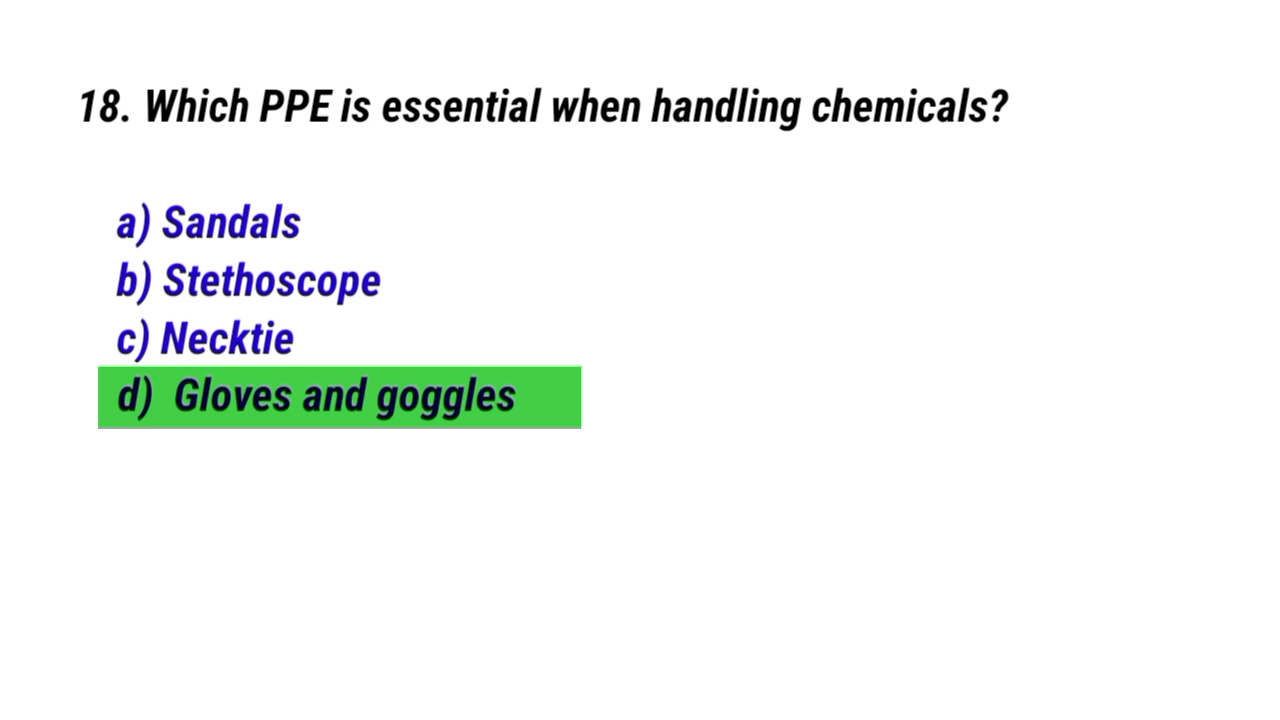 18. Which PPE is essential when handling chemicals?
a) Sandals
b) Stethoscope
c) Necktie
d) Gloves and goggles